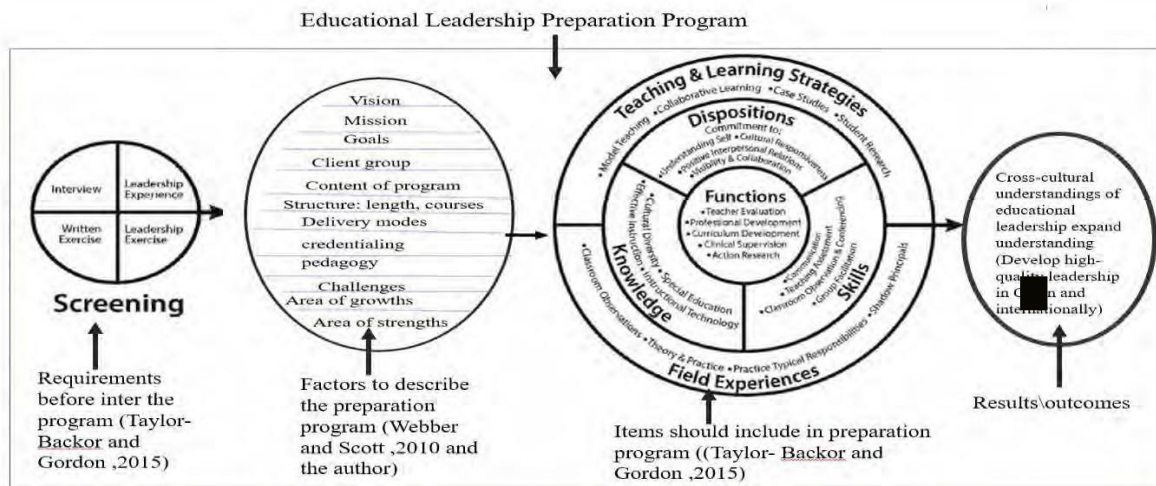 Educational Leadership Preparation Program
Interview
Leadership
Experience
Written
Exercise
Leadership
Exercise
Screening
Requirements
before inter the
program (Taylor-
Backor and
Gordon ,2015)
Vision
Mission
Goals
Client group
Content of program
Structure: length, courses
Delivery modes
credentialing
pedagogy
Challenges
Area of growths
Area of strengths
Factors to describe
the preparation
program (Webber
and Scott ,2010 and
the author)
Teaching & Learning Strategies
•Model Teaching •Collaborative Learning •Case Studies •Student Research
Dispositions
Commitment to:
•Understanding Self •Cultural Responsiveness
•Positive Interpersonal Relations
•Visibility & Collaboration
Functions
•Teacher Evaluation
•Professional Development
•Curriculum Development
•Clinical Supervision
•Action Research
Knowledge
•Cultural Diversity •Special Education
•Effective Instruction •Instructional Technology
Skills
•Communication
•Teaching Assessment
•Classroom Observation & Conferencing
•Group Facilitation
•Classroom Observations •Theory & Practice •Practice Typical Responsibilities •Shadow Principals
Field Experiences
Items should include in preparation
program ((Taylor- Backor and
Gordon ,2015)
Cross-cultural
understandings of
educational
leadership expand
understanding
(Develop high-
quality leadership
in and
internationally)
Results\outcomes